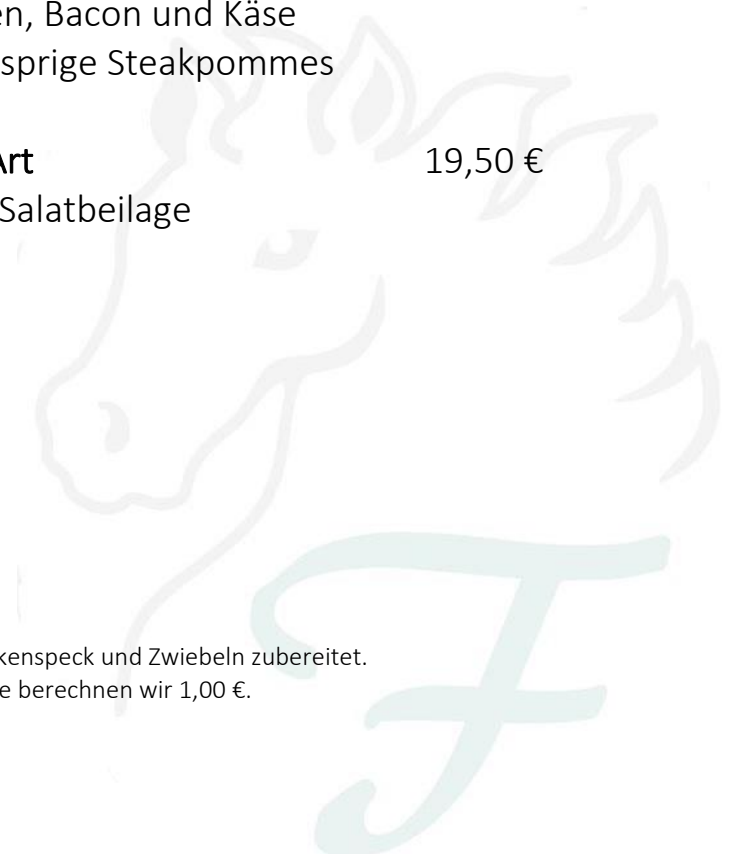 en, Bacon und Käse
sprige Steakpommes
Art 19,50 €
Salatbeilage
kenspeck und Zwiebeln zubereitet.
e berechnen wir 1,00 €.
F